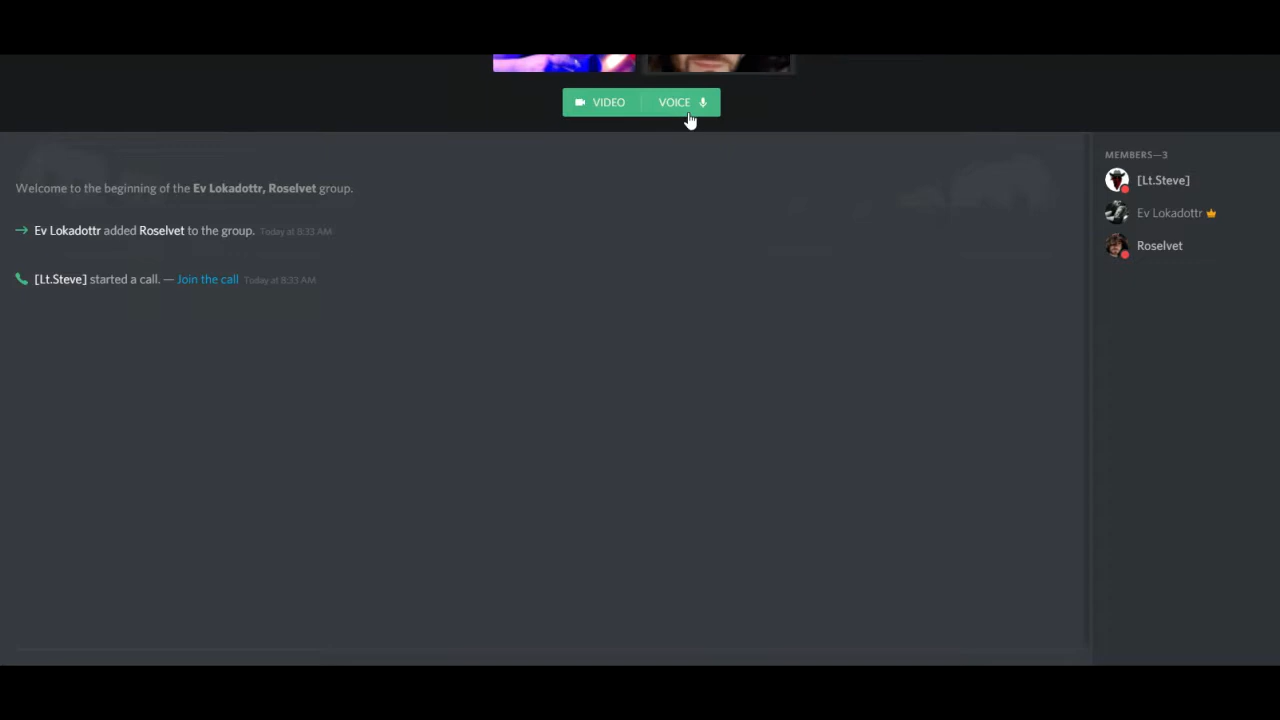 VIDEO VOICE
MEMBERS—3
[Lt.Steve]
Welcome to the beginning of the Ev Lokadottr, Roselvet group.
Ev Lokadottr
Ev Lokadottr added Roselvet to the group. Today at 8:33 AM
Roselvet
[Lt.Steve] started a call. — Join the call Today at 8:33 AM